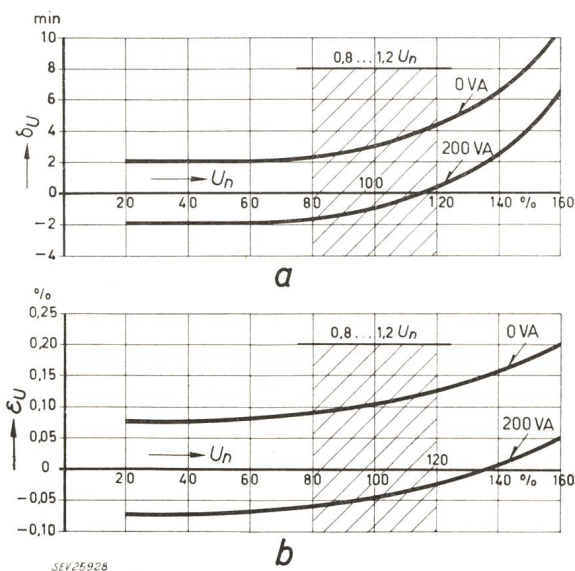 min
10
8
6
4
2
0
-2
-4
δU
0,8 ... 1,2 Un
0 VA
200 VA
Un
20 40 60 80 100 120 140 % 160
a
%
0,25
0,20
0,15
0,10
0,05
0
-0,05
-0,10
εU
0,8 ... 1,2 Un
0 VA
200 VA
Un
20 40 60 80 100 120 140 % 160
b
SEV25928